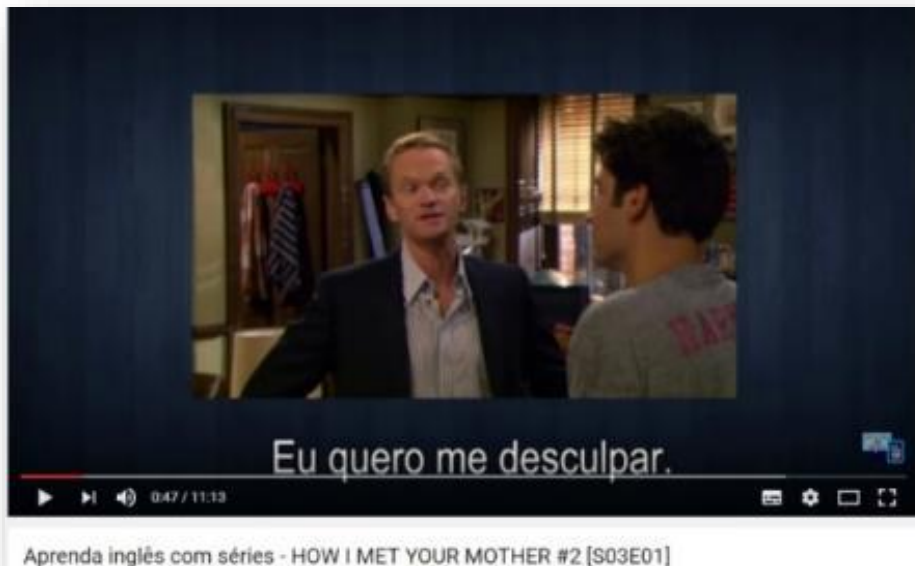 Eu quero me desculpar.
0:47 / 11:13
Aprenda inglês com séries - HOW I MET YOUR MOTHER #2 [S03E01]